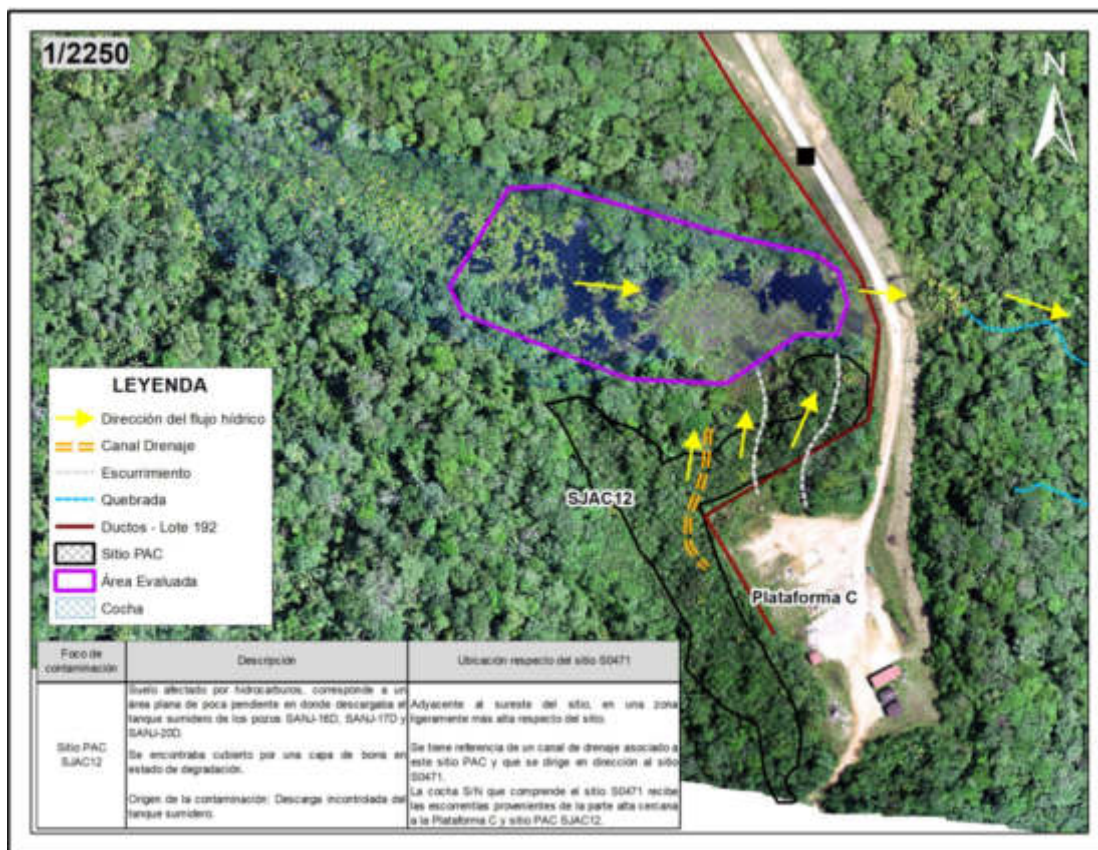 1/2250
N
LEYENDA
Dirección del flujo hídrico
Canal Drenaje
Escurrimiento
Quebrada
Ductos - Lote 192
Sitio PAC
Área Evaluada
Cocha
SJAC12
Plataforma C
Foco de
contaminación
Descripción
Ubicación respecto del sitio S0471
Sitio PAC
SJAC12
Suelo afectado por hidrocarburos, corresponde a un
área plana de poca pendiente en donde descargaba el
tanque sumidero de los pozos SANJ-16D, SANJ-17D y
SANJ-20D.
Se encontraba cubierto por una capa de borra en
estado de degradación.
Origen de la contaminación: Descarga incontrolada del
tanque sumidero.
Adyacente al sureste del sitio, en una zona
ligeramente más alta respecto del sitio.
Se tiene referencia de un canal de drenaje asociado a
este sitio PAC y que se dirige en dirección al sitio
S0471.
La cocha S/N que comprende el sitio S0471 recibe
las escorrentías provenientes de la parte alta cercana
a la Plataforma C y sitio PAC SJAC12.